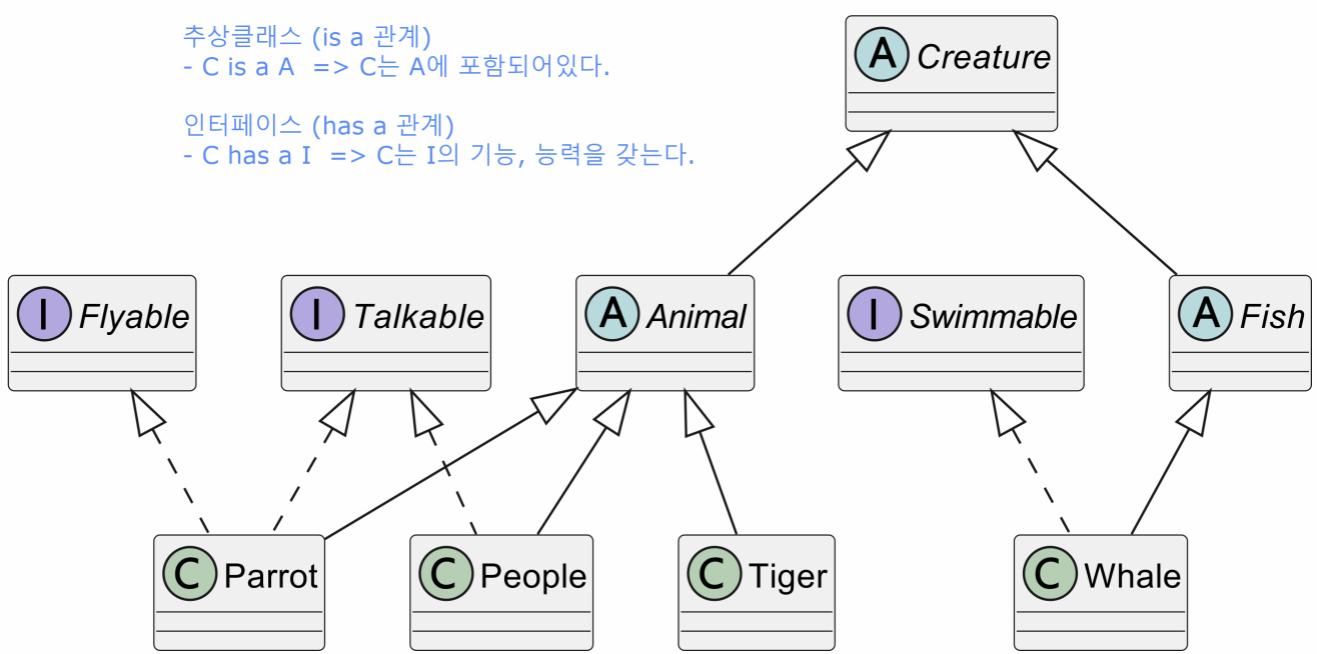 추상클래스 (is a 관계)
- C is a A => C는 A에 포함되어있다.
인터페이스 (has a 관계)
- C has a I => C는 I의 기능, 능력을 갖는다.
A Creature
I Flyable
I Talkable
A Animal
I Swimmable
A Fish
C Parrot
C People
C Tiger
C Whale